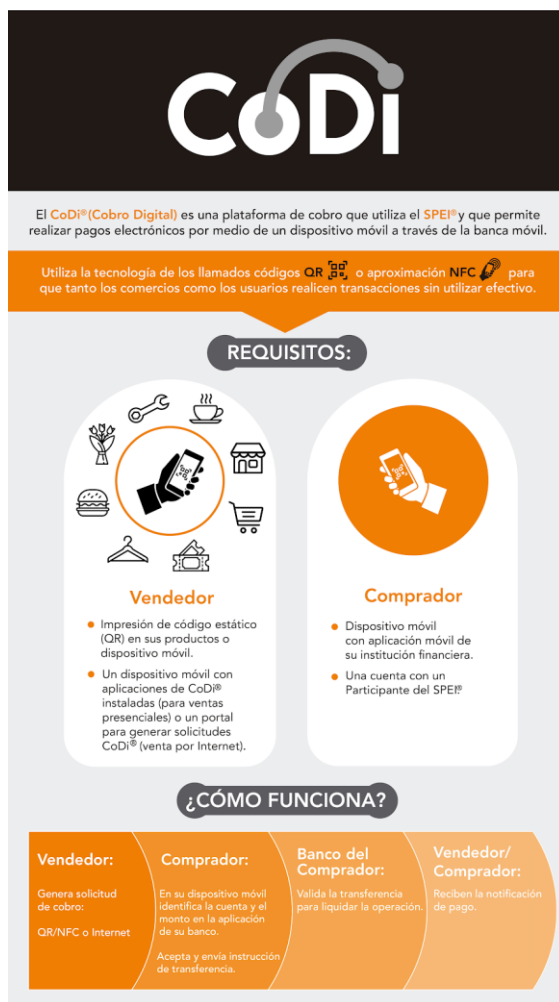 CoDi
El CoDi®(Cobro Digital) es una plataforma de cobro que utiliza el SPEI® y que permite
realizar pagos electrónicos por medio de un dispositivo móvil a través de la banca móvil.
Utiliza la tecnología de los llamados códigos QR o aproximación NFC para
que tanto los comercios como los usuarios realicen transacciones sin utilizar efectivo.
REQUISITOS:
Vendedor
Impresión de código estático
(QR) en sus productos o
dispositivo móvil.
Un dispositivo móvil con
aplicaciones de CoDi®
instaladas (para ventas
presenciales) o un portal
para generar solicitudes
CoDi® (venta por Internet).
Comprador
Dispositivo móvil
con aplicación móvil de
su institución financiera.
Una cuenta con un
Participante del SPEI®.
¿CÓMO FUNCIONA?
Vendedor:
Genera solicitud
de cobro:
QR/NFC o Internet
Comprador:
En su dispositivo móvil
identifica la cuenta y el
monto en la aplicación
de su banco.
Acepta y envía instrucción
de transferencia.
Banco del
Comprador:
Valida la transferencia
para liquidar la operación.
Vendedor/
Comprador:
Reciben la notificación
de pago.